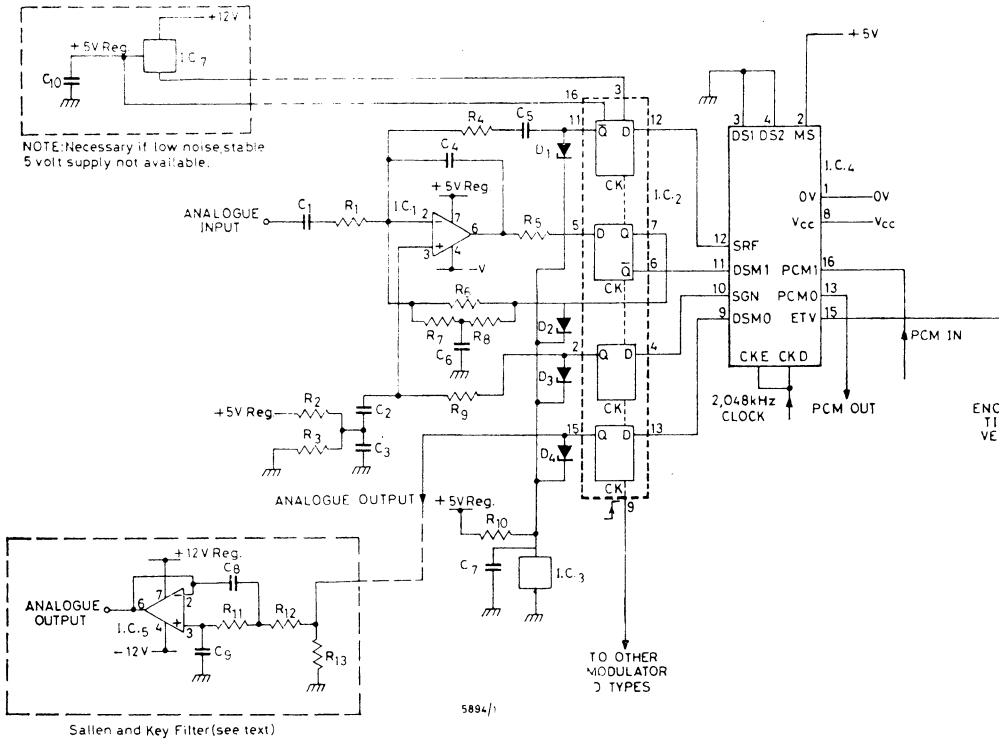 +12V
+5V Reg.
I.C.7
C10
NOTE: Necessary if low noise, stable
5 volt supply not available.
ANALOGUE
INPUT
C1
R1
R4
C5
C4
+5V Reg
I.C.1
2
7
6
3
4
+
-V
R5
R6
R7
R8
C6
R9
+5V Reg
R2
R3
C2
C3
D1
D2
D3
D4
16
3
11
Q̅
D
12
CK
I.C.2
5
D
Q
7
Q̅
6
CK
2
Q
D
4
CK
15
Q
D
13
CK
9
TO OTHER
MODULATOR
D TYPES
+5V
3
4
2
DS1
DS2
MS
I.C.4
0V
1
0V
Vcc
8
Vcc
12
SRF
11
DSM1
10
SGN
9
DSM0
PCM1
16
PCM0
13
ETV
15
CKE
CKD
2,048kHz
CLOCK
PCM OUT
PCM IN
ENC
TI
VE
ANALOGUE OUTPUT
+5V Reg.
R10
C7
I.C.3
+12V Reg.
C8
7
6
2
-
+
3
4
I.C.5
ANALOGUE
OUTPUT
-12V
R11
R12
C9
R13
5894/1
Sallen and Key Filter (see text)